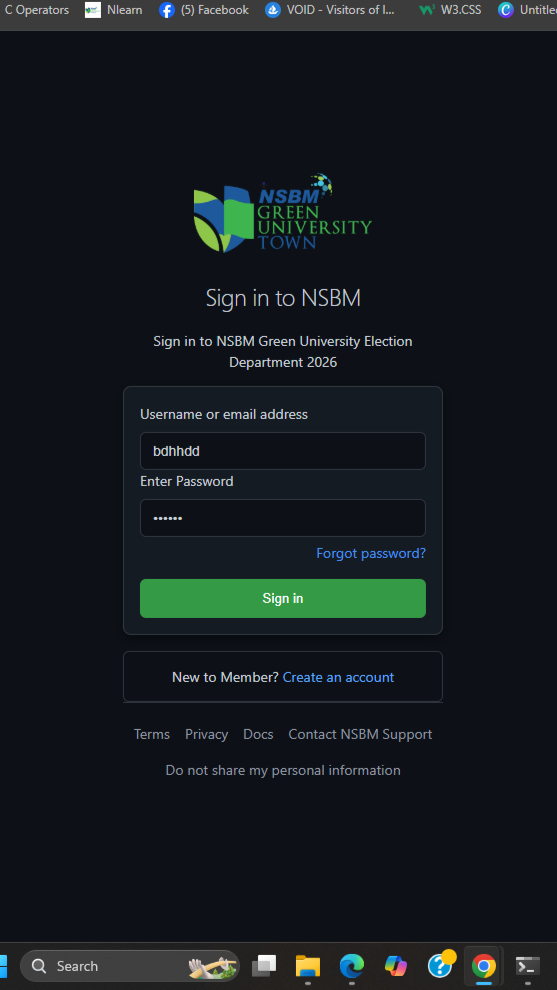 C Operators
Nlearn
(5) Facebook
VOID - Visitors of I...
W3.CSS
Untitle
NSBM
GREEN
UNIVERSITY
TOWN
Sign in to NSBM
Sign in to NSBM Green University Election
Department 2026
Username or email address
bdhhdd
Enter Password
••••••
Forgot password?
Sign in
New to Member? Create an account
Terms Privacy Docs Contact NSBM Support
Do not share my personal information
Search